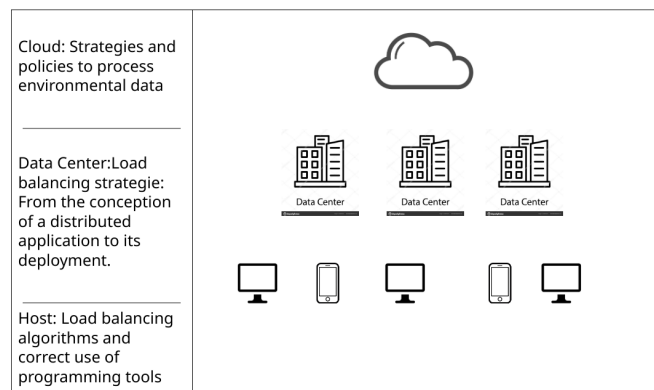 Cloud: Strategies and
policies to process
environmental data
Data Center:Load
balancing strategie:
From the conception
of a distributed
application to its
deployment.
Data Center
Data Center
Data Center
Host: Load balancing
algorithms and
correct use of
programming tools